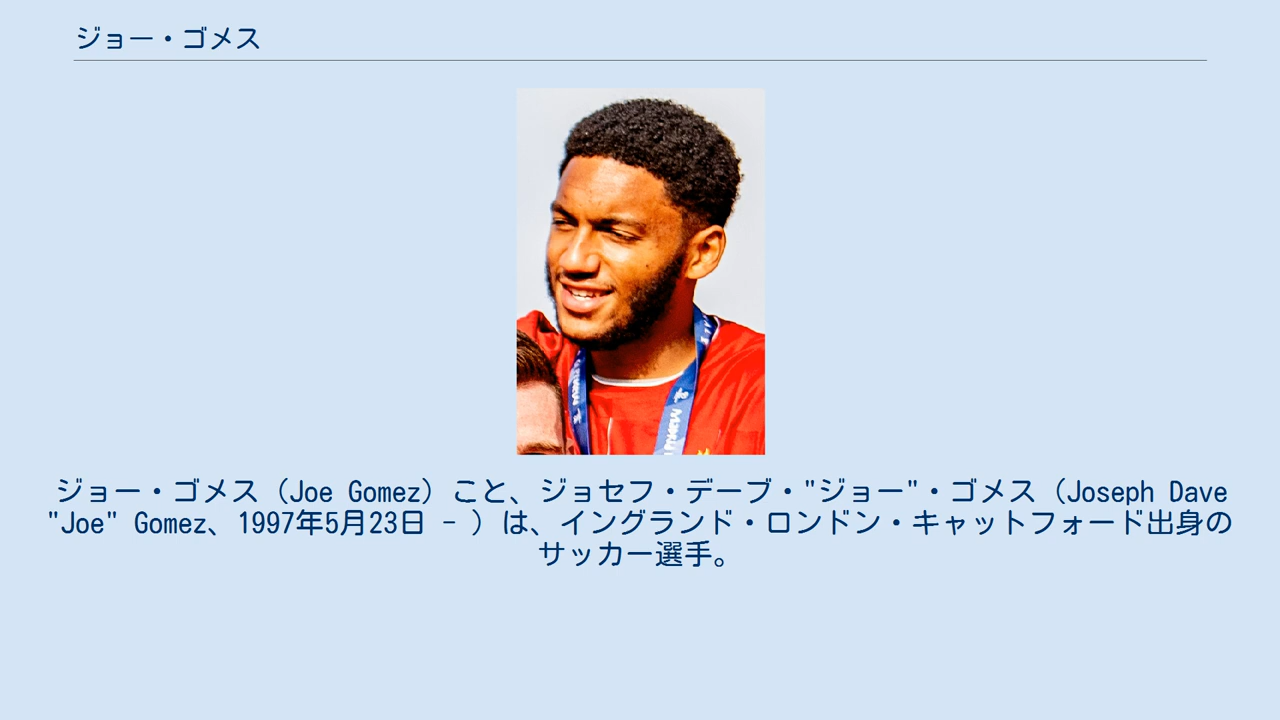 ジョー・ゴメス
ジョー・ゴメス（Joe Gomez）こと、ジョセフ・デーブ・"ジョー"・ゴメス（Joseph Dave
"Joe" Gomez、1997年5月23日 - ）は、イングランド・ロンドン・キャットフォード出身の
サッカー選手。